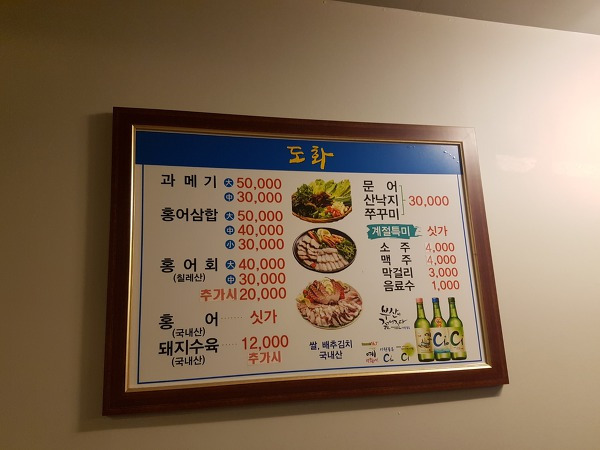 도화
과메기 大 50,000
中 30,000
홍어삼합 大 50,000
中 40,000
小 30,000
홍어회 大 40,000
(칠레산) 中 30,000
추가시 20,000
홍어 싯가
(국내산)
돼지수육 12,000
(국내산) 추가시
문어
산낙지 30,000
쭈꾸미
계절특미 싯가
소주 4,000
맥주 4,000
막걸리 3,000
음료수 1,000
쌀, 배추김치
국내산
부산
C1